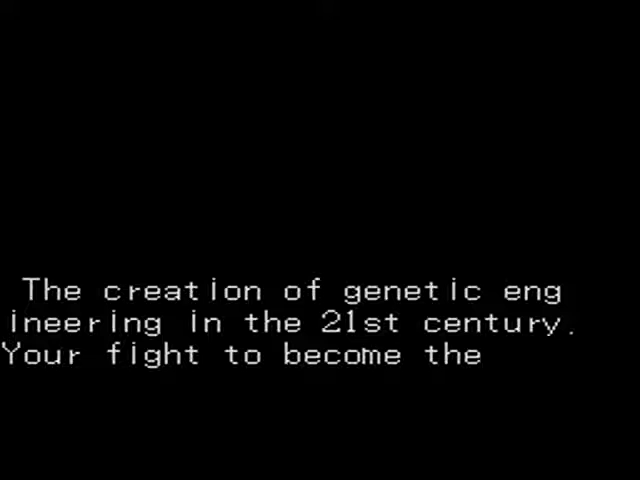 The creation of genetic eng
ineering in the 21st century.
Your fight to become the